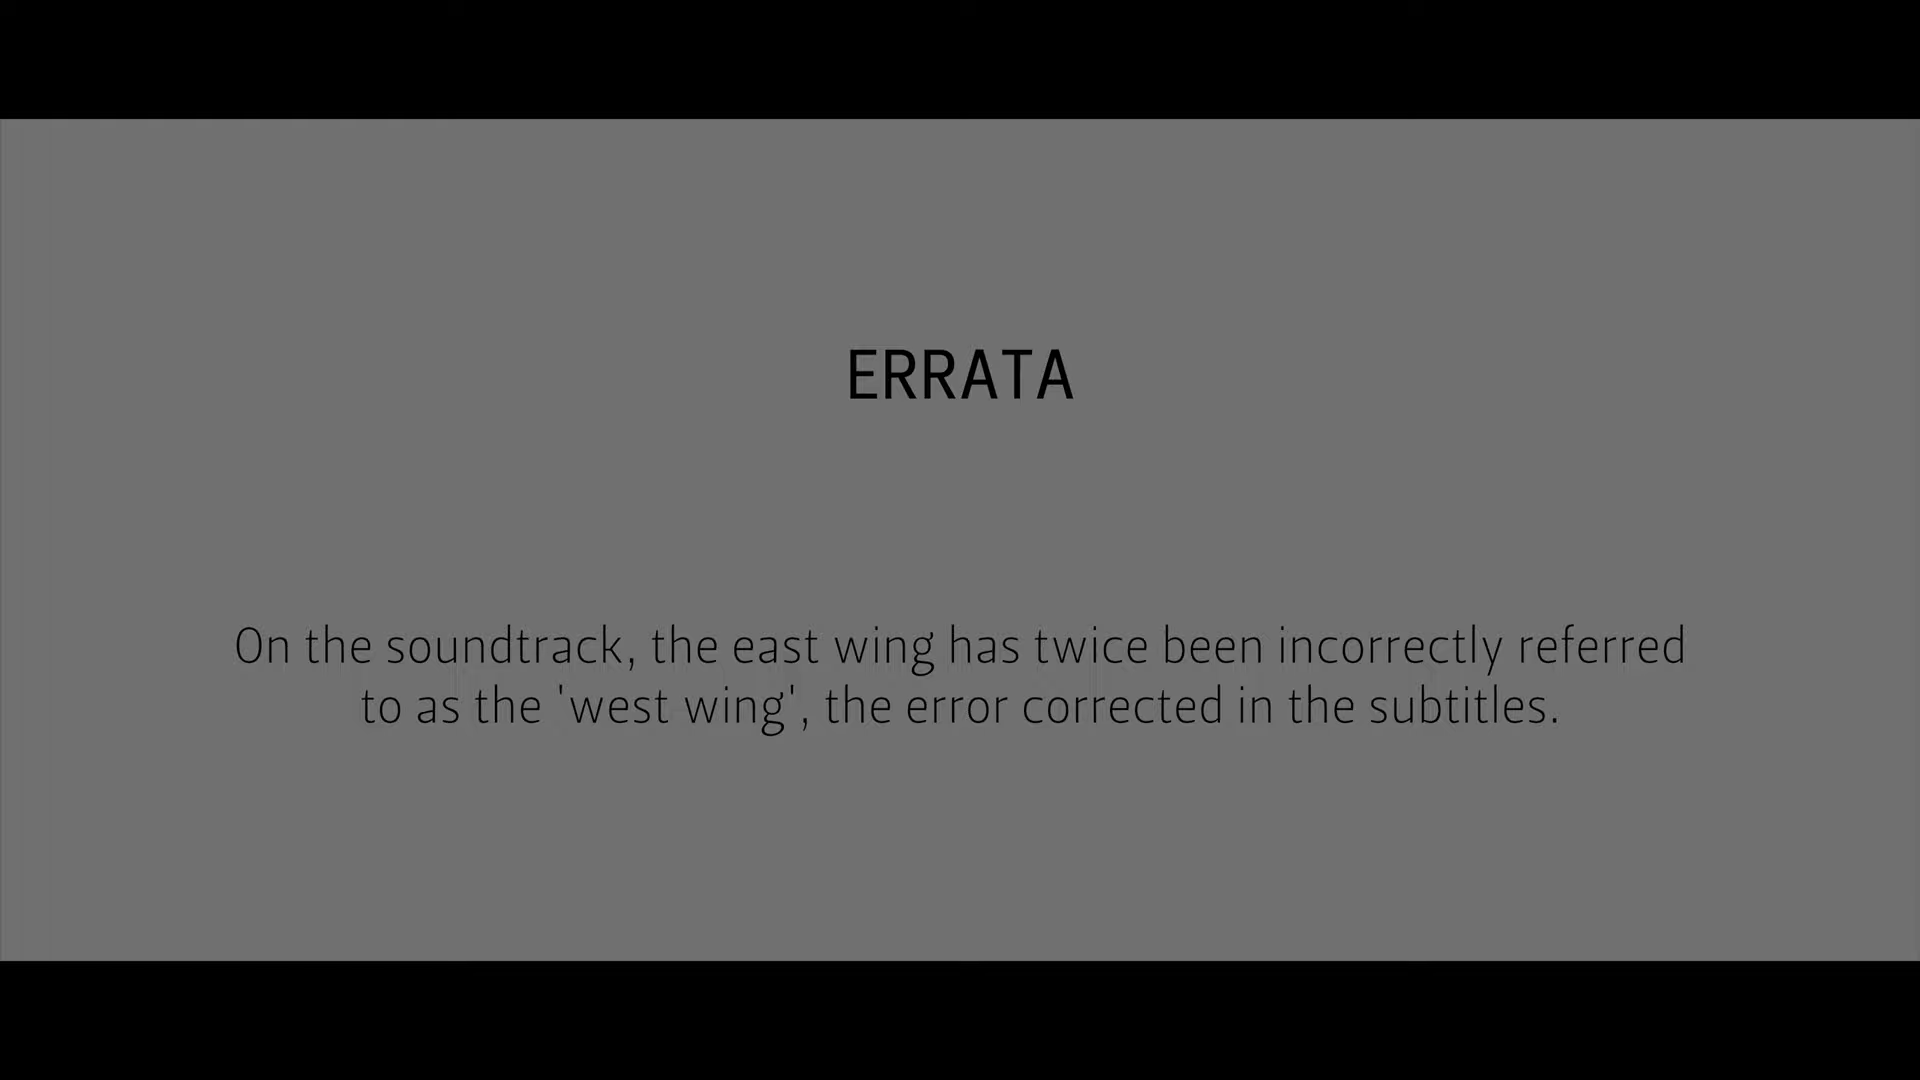 ERRATA
On the soundtrack, the east wing has twice been incorrectly referred
to as the 'west wing', the error corrected in the subtitles.